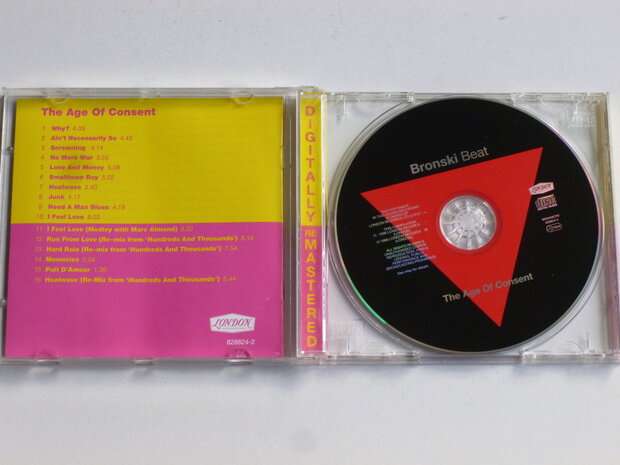 The Age Of Consent
1 Why? 4.03
2 Ain't Necessarily So 4.43
3 Screaming 4.14
4 No More War 3.55
5 Love And Money 5.08
6 Smalltown Boy 5.02
7 Heatwave 2.40
8 Junk 4.17
9 Need A Man Blues 4.19
10 I Feel Love 6.02
11 I Feel Love (Medley with Marc Almond) 8.22
12 Run From Love (Re-mix from 'Hundreds And Thousands') 6.14
13 Hard Rain (Re-mix from 'Hundreds And Thousands') 7.54
14 Memories 2.54
15 Puit D'Amour 1.30
16 Heatwave (Re-Mix from 'Hundreds And Thousands') 5.44
LONDON
828824-2
DiGiTALLY RE MASTERED
Bronski Beat
LONDON
The Age Of Consent